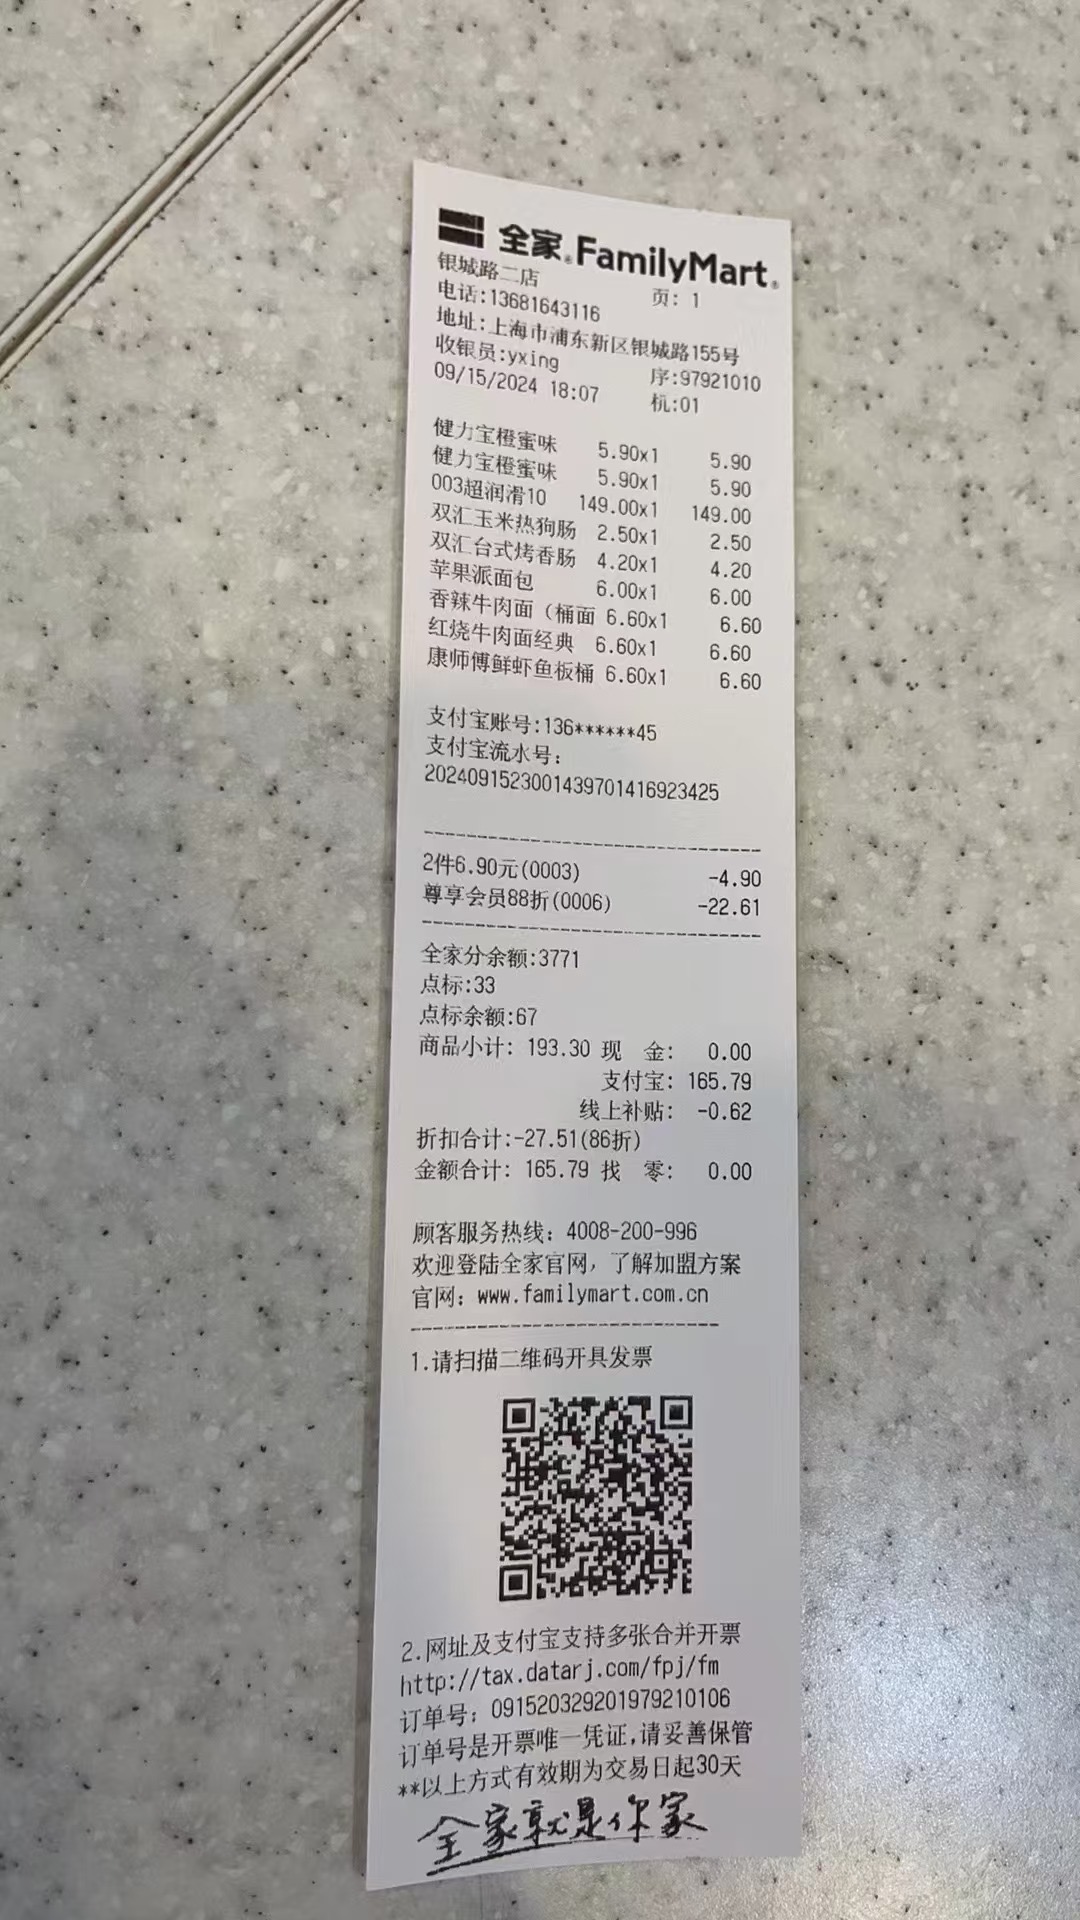 全家 FamilyMart
银城路二店 页: 1
电话:13681643116
地址:上海市浦东新区银城路155号
收银员:yxing 序:97921010
09/15/2024 18:07 杭:01
健力宝橙蜜味 5.90x1 5.90
健力宝橙蜜味 5.90x1 5.90
003超润滑10 149.00x1 149.00
双汇玉米热狗肠 2.50x1 2.50
双汇台式烤香肠 4.20x1 4.20
苹果派面包 6.00x1 6.00
香辣牛肉面（桶面 6.60x1 6.60
红烧牛肉面经典 6.60x1 6.60
康师傅鲜虾鱼板桶 6.60x1 6.60
支付宝账号:136******45
支付宝流水号:
2024091523001439701416923425
2件6.90元(0003) -4.90
尊享会员88折(0006) -22.61
全家分余额:3771
点标:33
点标余额:67
商品小计: 193.30 现 金: 0.00
支付宝: 165.79
线上补贴: -0.62
折扣合计:-27.51(86折)
金额合计: 165.79 找 零: 0.00
顾客服务热线: 4008-200-996
欢迎登陆全家官网，了解加盟方案
官网: www.familymart.com.cn
1.请扫描二维码开具发票
2.网址及支付宝支持多张合并开票
http://tax.datarj.com/fpj/fm
订单号: 091520329201979210106
订单号是开票唯一凭证,请妥善保管
**以上方式有效期为交易日起30天
全家就是你家